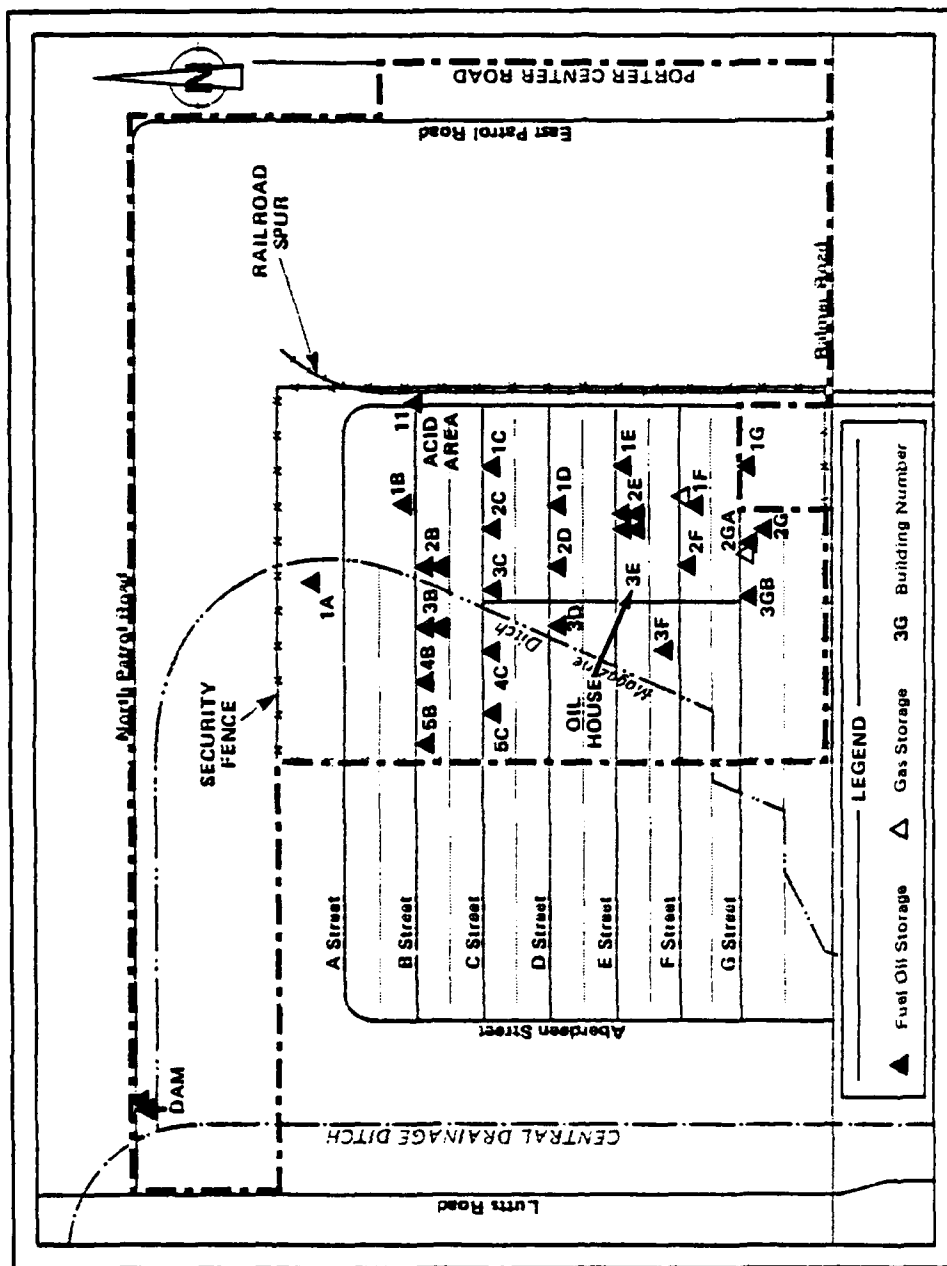 N
North Patrol Road
PORTER CENTER ROAD
East Patrol Road
RAILROAD
SPUR
SECURITY
FENCE
DAM
CENTRAL DRAINAGE DITCH
Lutts Road
Aberdeen Street
Balmer Road
A Street
B Street
C Street
D Street
E Street
F Street
G Street
Magazine Ditch
ACID
AREA
OIL
HOUSE
1A
11
1B
2B
3B
4B
5B
1C
2C
3C
4C
5C
1D
2D
3D
1E
2E
3E
1F
2F
3F
1G
2GA
2G
3GB
LEGEND
Fuel Oil Storage
Gas Storage
3G Building Number